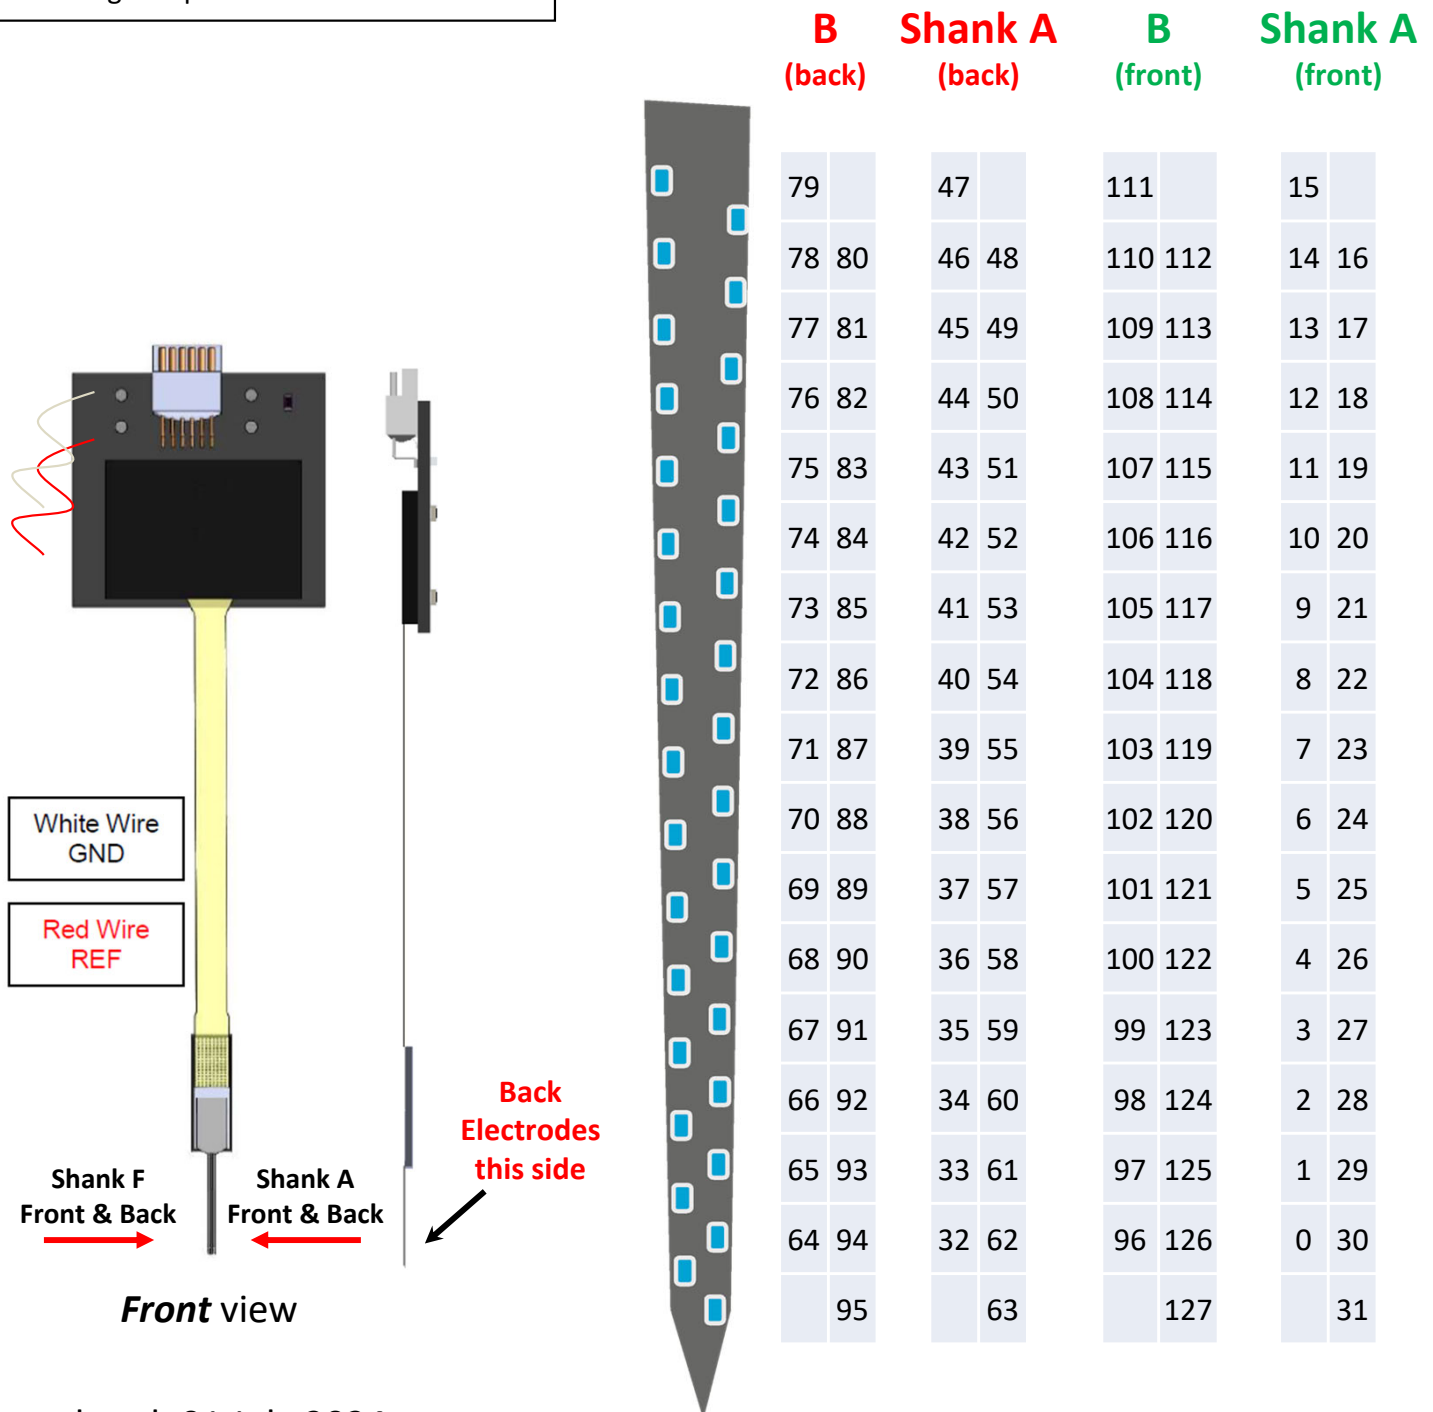 B Shank A B Shank A
(back) (back) (front) (front)
79 47 111 15
78 80 46 48 110 112 14 16
77 81 45 49 109 113 13 17
76 82 44 50 108 114 12 18
75 83 43 51 107 115 11 19
74 84 42 52 106 116 10 20
73 85 41 53 105 117 9 21
72 86 40 54 104 118 8 22
71 87 39 55 103 119 7 23
70 88 38 56 102 120 6 24
69 89 37 57 101 121 5 25
68 90 36 58 100 122 4 26
67 91 35 59 99 123 3 27
66 92 34 60 98 124 2 28
65 93 33 61 97 125 1 29
64 94 32 62 96 126 0 30
95 63 127 31
White Wire
GND
Red Wire
REF
Back
Electrodes
this side
Shank F
Front & Back
Shank A
Front & Back
Front view